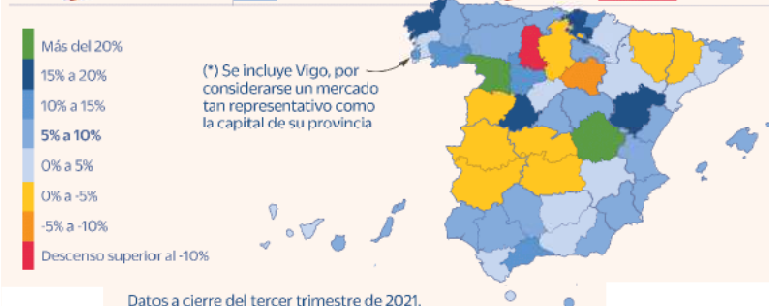 Más del 20%
15% a 20%
10% a 15%
5% a 10%
0% a 5%
0% a -5%
-5% a -10%
Descenso superior al -10%
(*) Se incluye Vigo, por
considerarse un mercado
tan representativo como
la capital de su provincia
Datos a cierre del tercer trimestre de 2021.